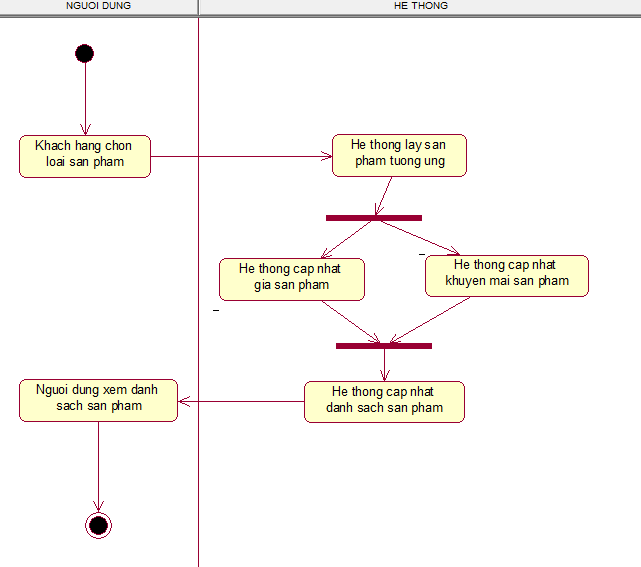 NGUOI DUNG
HE THONG
Khach hang chon
loai san pham
He thong lay san
pham tuong ung
He thong cap nhat
gia san pham
He thong cap nhat
khuyen mai san pham
Nguoi dung xem danh
sach san pham
He thong cap nhat
danh sach san pham